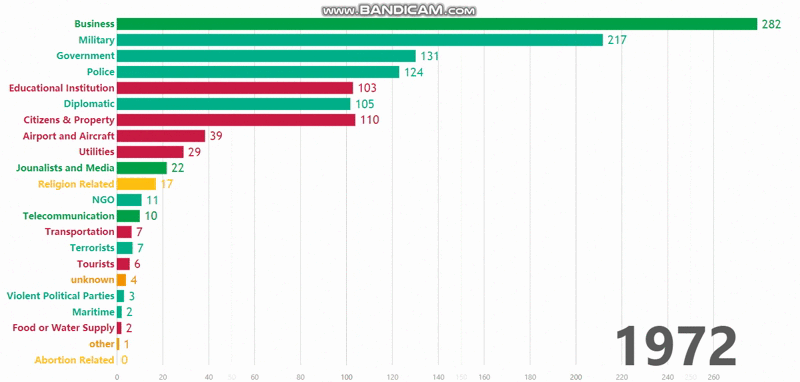 www.BANDICAM.com
Business 282
Military 217
Government 131
Police 124
Educational Institution 103
Diplomatic 105
Citizens & Property 110
Airport and Aircraft 39
Utilities 29
Jounalists and Media 22
Religion Related 17
NGO 11
Telecommunication 10
Transportation 7
Terrorists 7
Tourists 6
unknown 4
Violent Political Parties 3
Maritime 2
Food or Water Supply 2
other 1
Abortion Related 0
1972
0 20 40 60 80 100 120 140 160 180 200 220 240 260